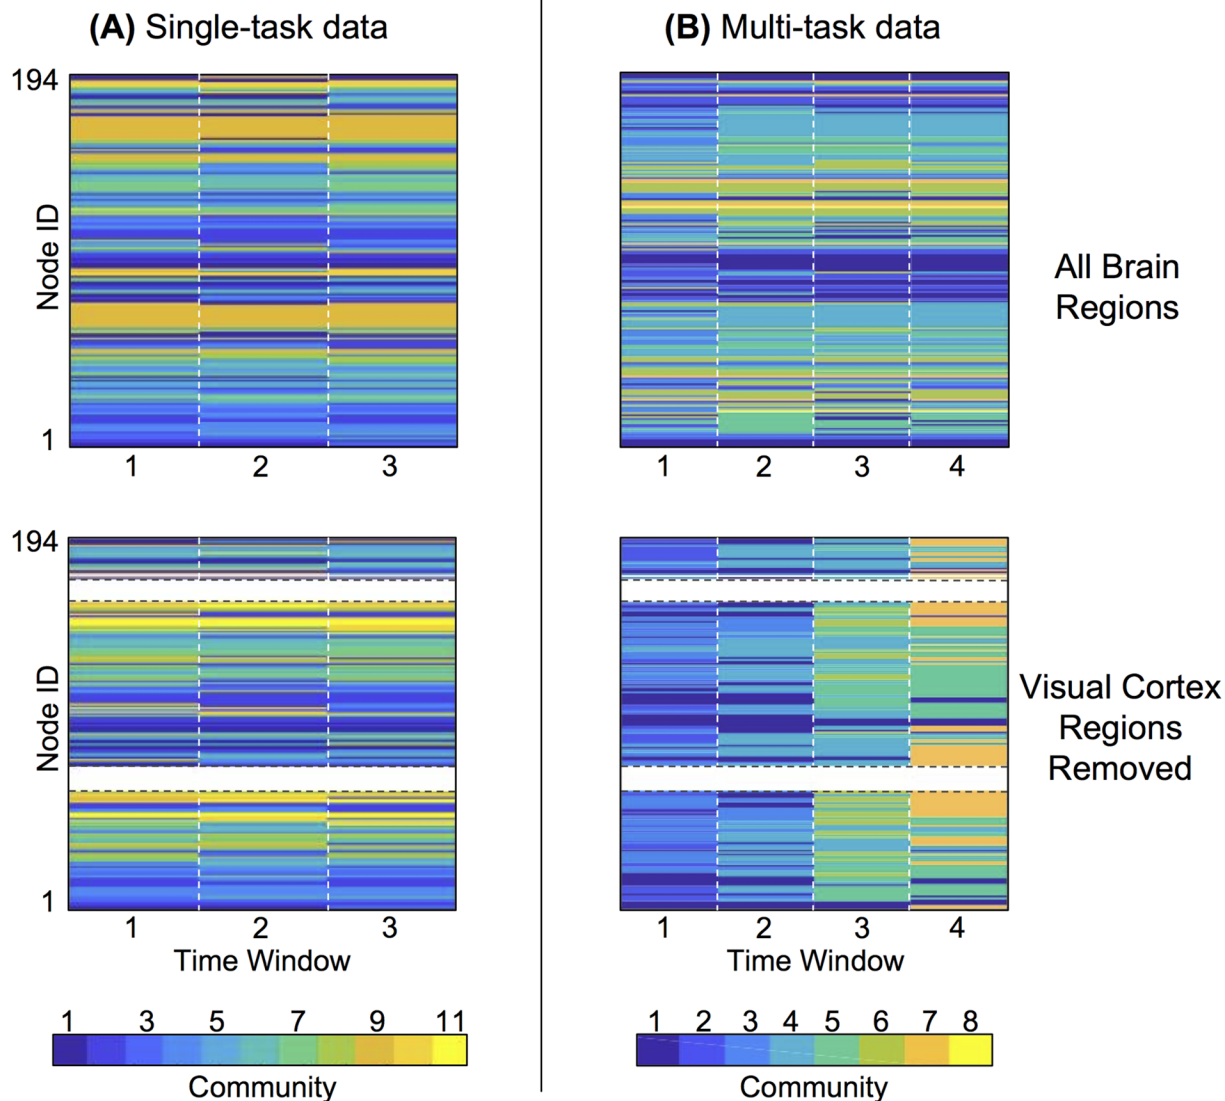 (A) Single-task data
(B) Multi-task data
194
Node ID
1
1 2 3
1 2 3 4
All Brain
Regions
194
Node ID
1
1 2 3
Time Window
1 2 3 4
Time Window
Visual Cortex
Regions
Removed
1 3 5 7 9 11
Community
1 2 3 4 5 6 7 8
Community